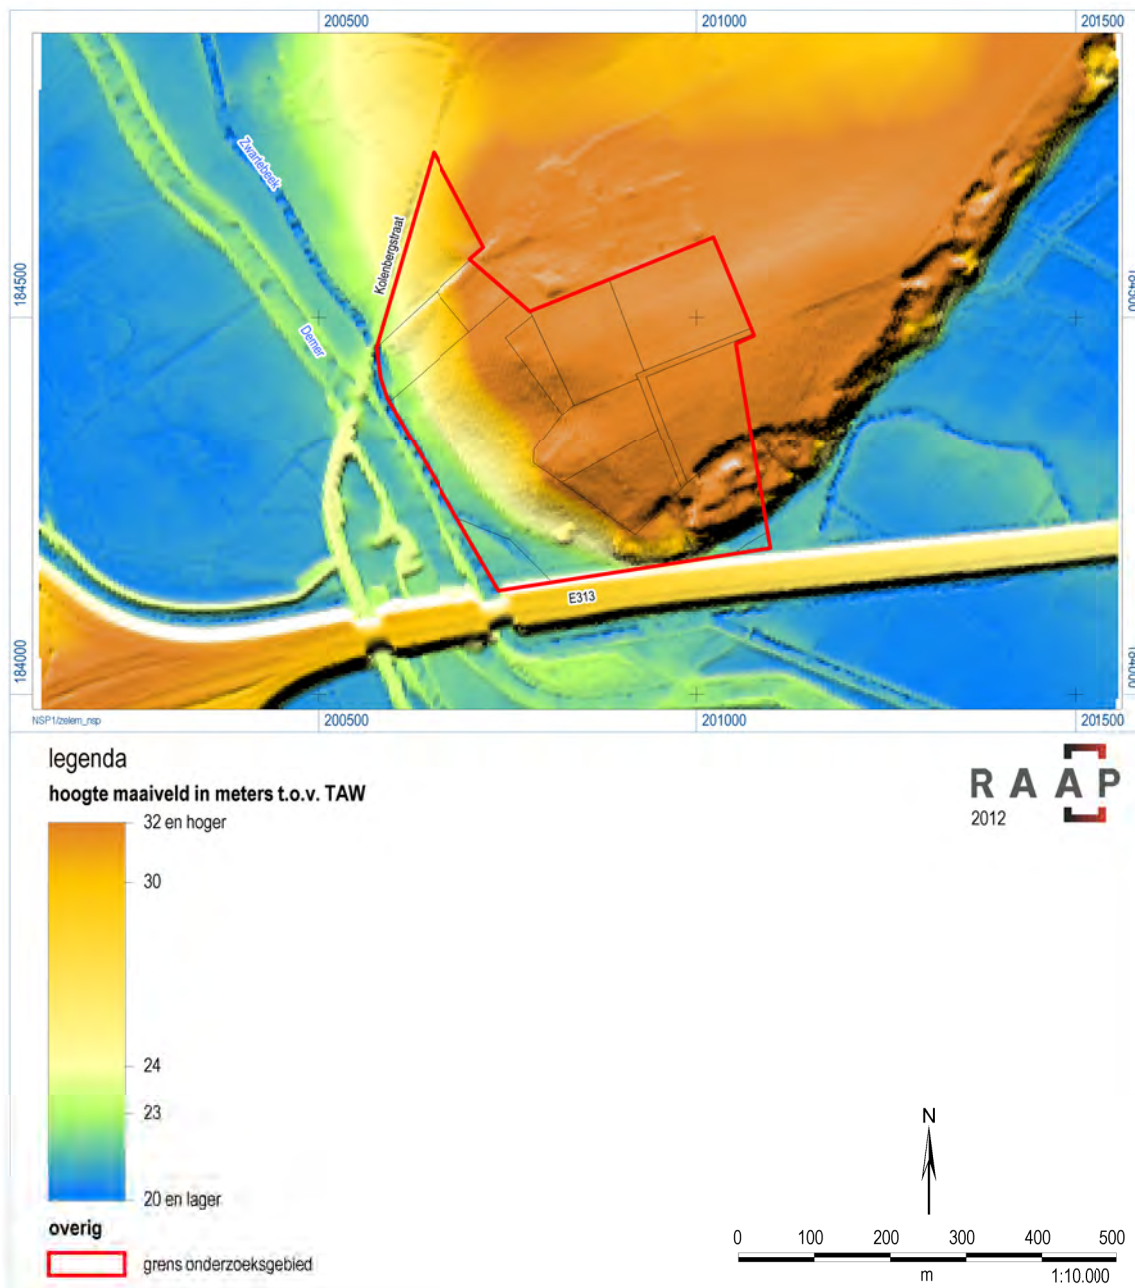 200500
201000
201500
184500
184500
Zwartebeek
Kolenbergstraat
Demer
E313
184000
184000
NSP1/zelem_nsp
200500
201000
201500
legenda
hoogte maaiveld in meters t.o.v. TAW
32 en hoger
30
24
23
20 en lager
overig
grens onderzoeksgebied
RAAP
2012
N
0 100 200 300 400 500
m
1:10.000